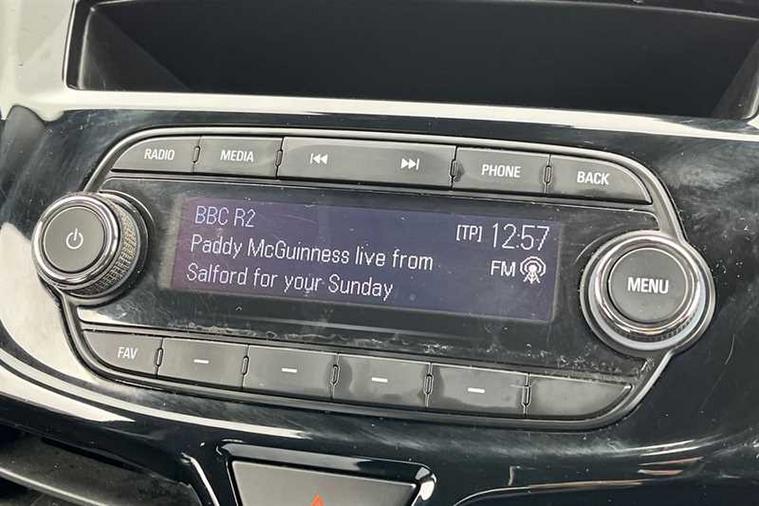 RADIO MEDIA PHONE BACK
BBC R2
[TP] 12:57
Paddy McGuinness live from
FM
Salford for your Sunday
MENU
FAV